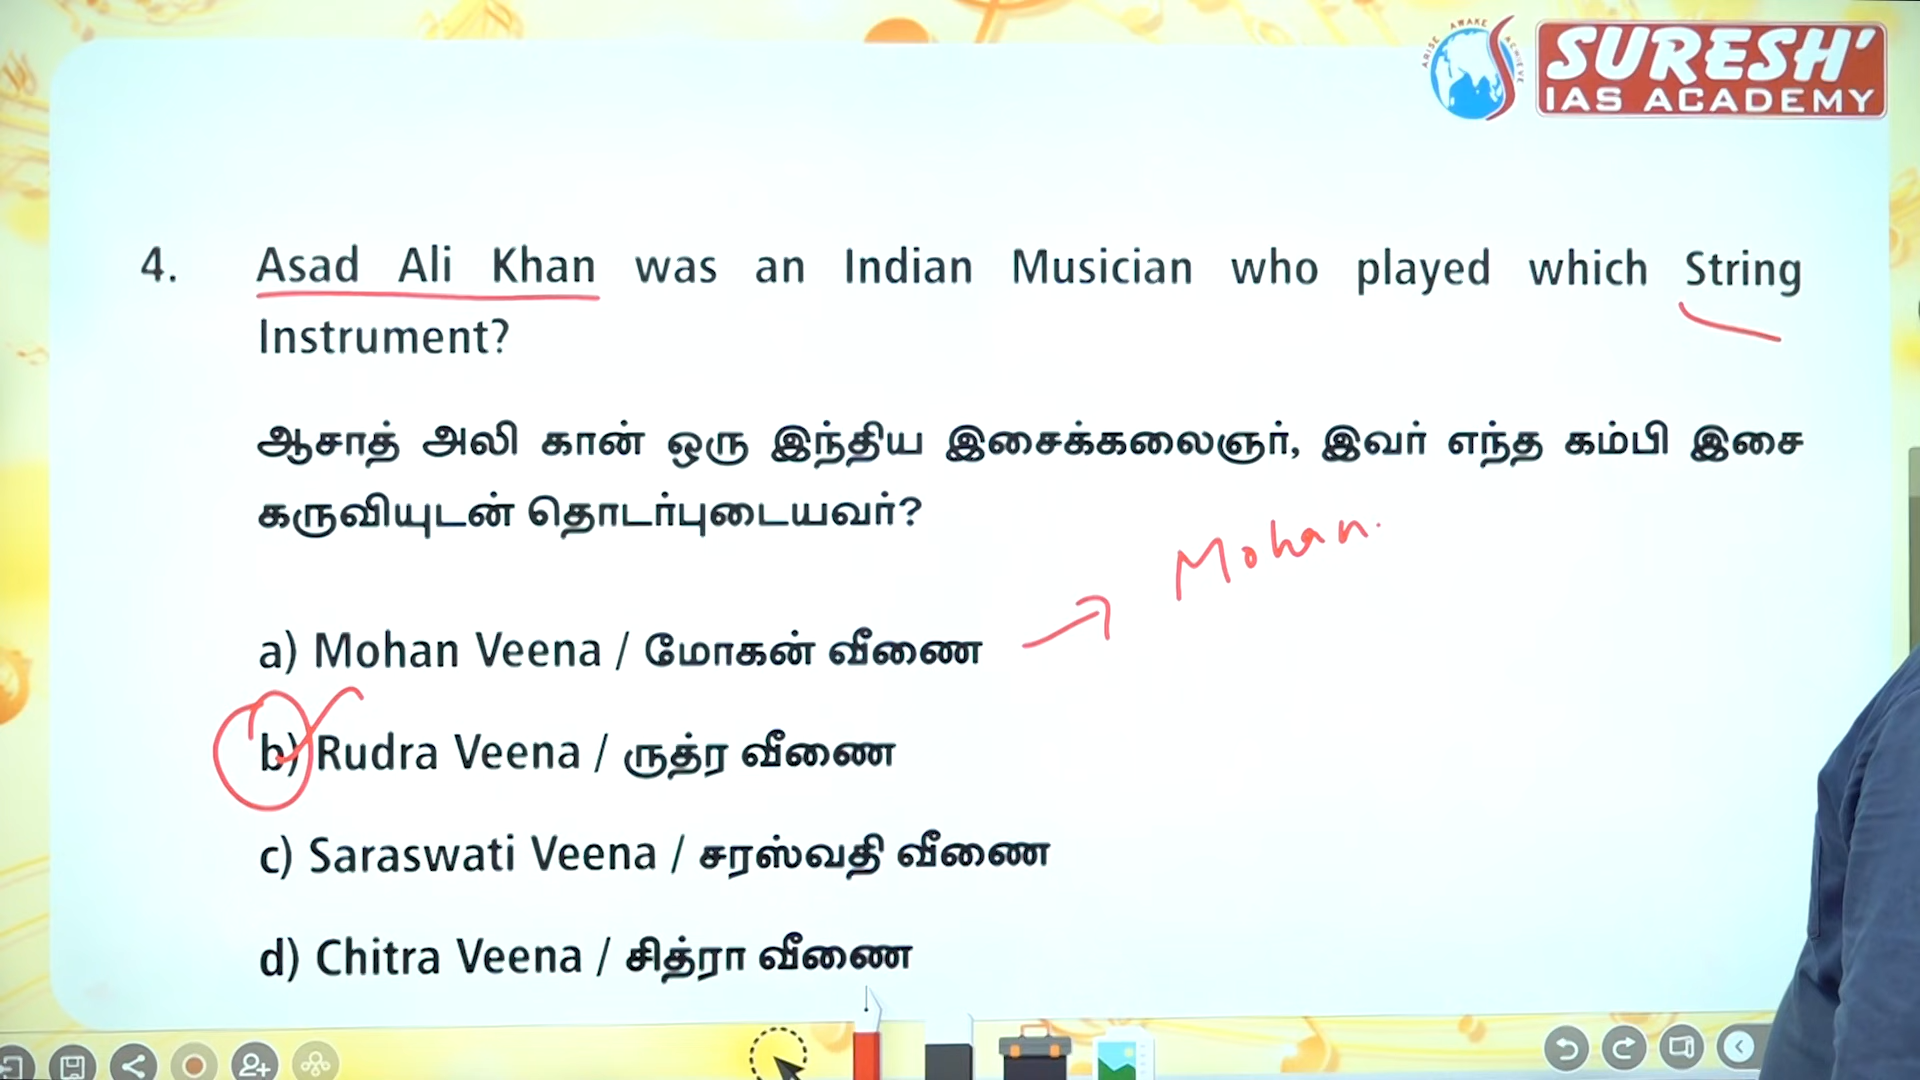 ARISE AWAKE ACHIEVE
SURESH'
IAS ACADEMY
4. Asad Ali Khan was an Indian Musician who played which String
Instrument?
ஆசாத் அலி கான் ஒரு இந்திய இசைக்கலைஞர், இவர் எந்த கம்பி இசை
கருவியுடன் தொடர்புடையவர்?
Mohan.
a) Mohan Veena / மோகன் வீணை
b) Rudra Veena / ருத்ர வீணை
c) Saraswati Veena / சரஸ்வதி வீணை
d) Chitra Veena / சித்ரா வீணை